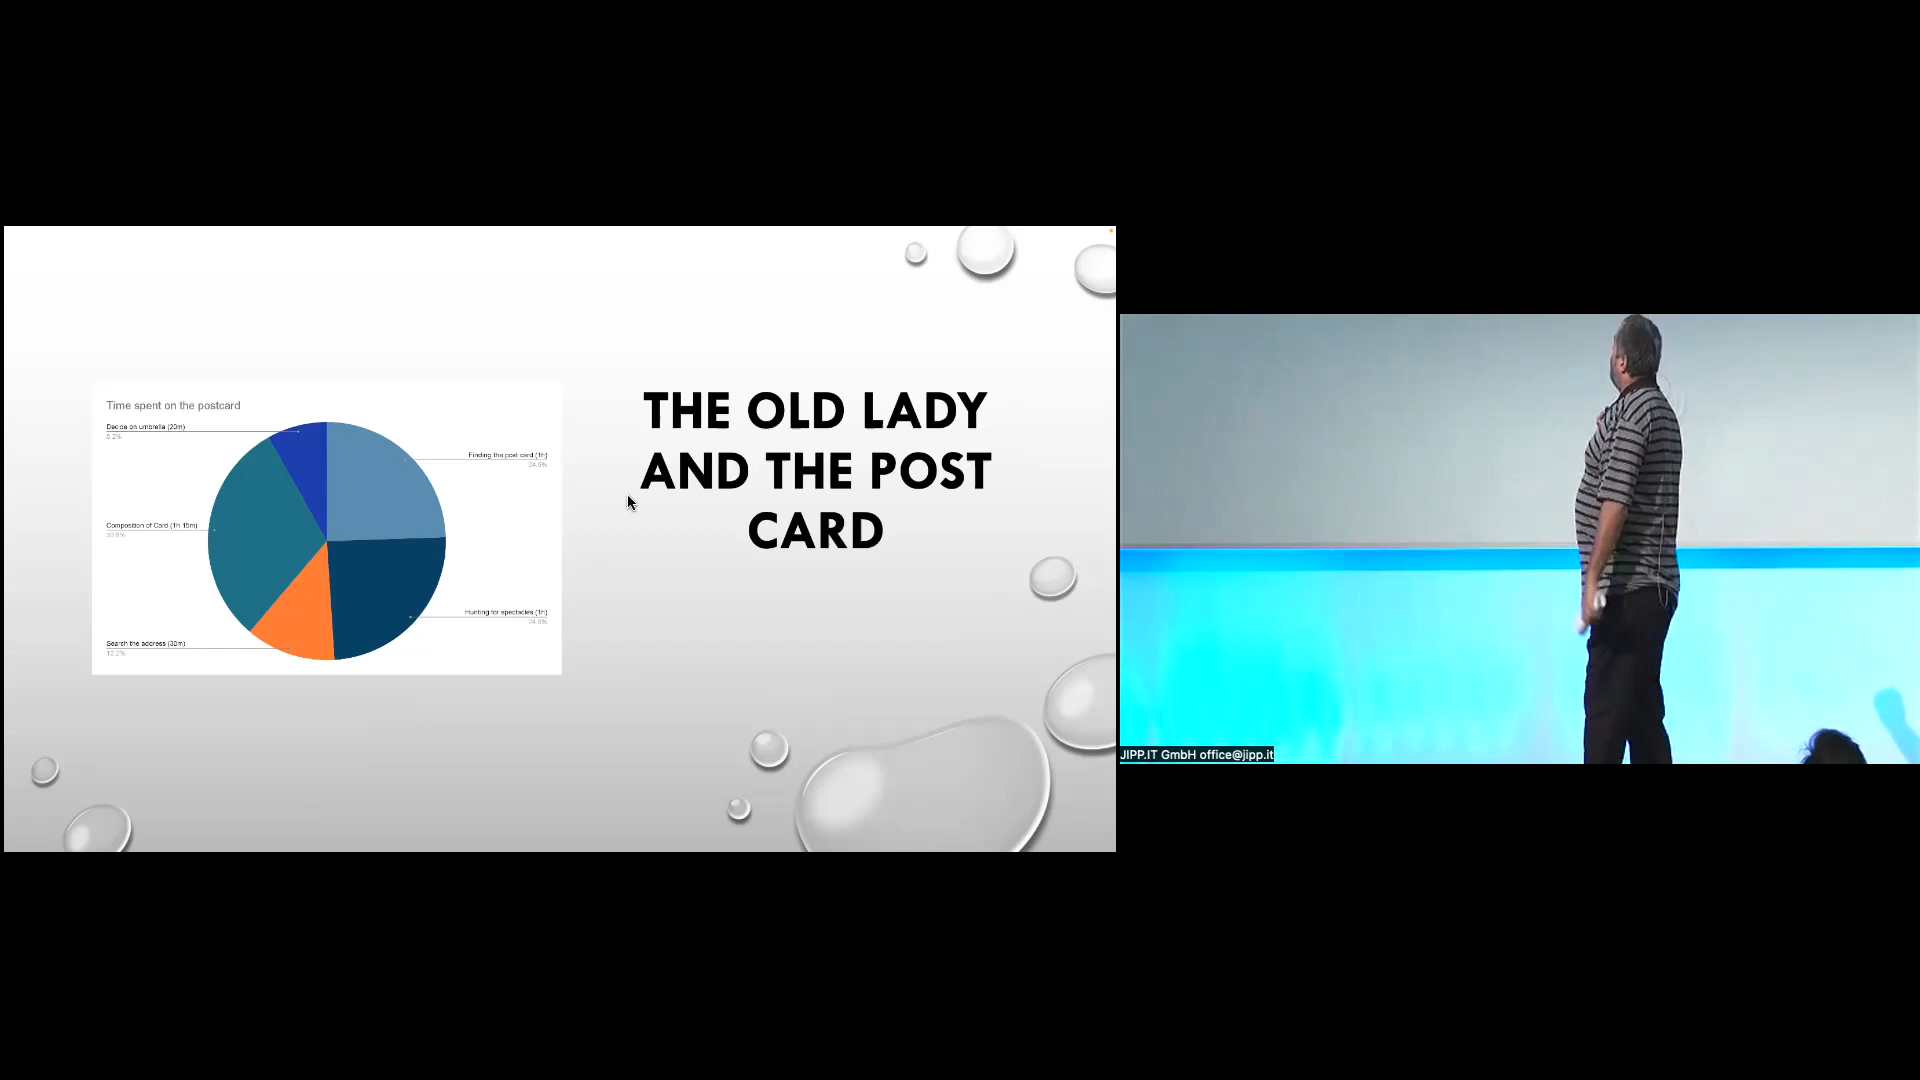 Time spent on the postcard
Decide on umbrella (20m)
8.2%
Finding the post card (1h)
24.5%
Composition of Card (1h 15m)
30.6%
Hunting for spectacles (1h)
24.5%
Search the address (30m)
12.2%
THE OLD LADY
AND THE POST
CARD
JIPP.IT GmbH office@jipp.it